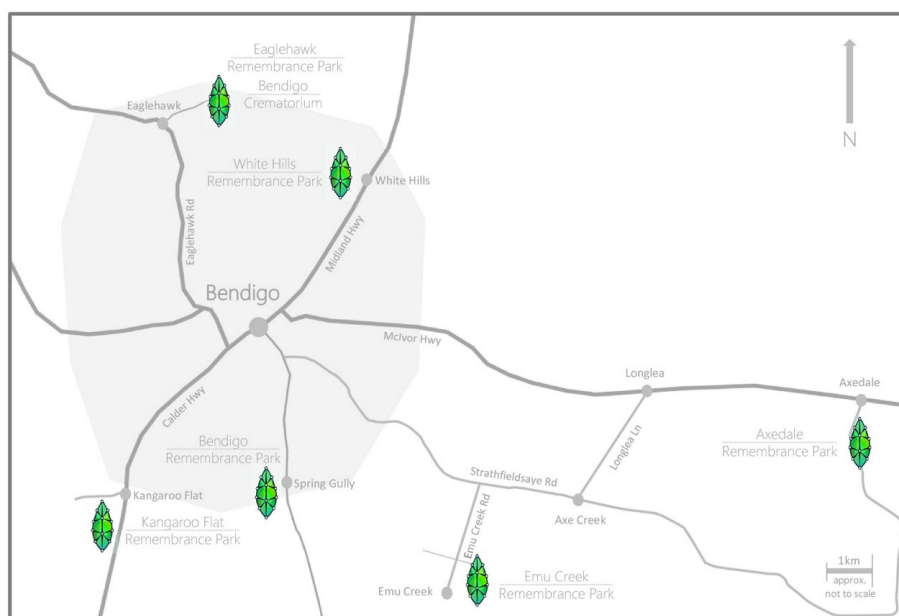 Eaglehawk
Remembrance Park
Bendigo
Crematorium
Eaglehawk
N
White Hills
Remembrance Park
White Hills
Eaglehawk Rd
Midland Hwy
Bendigo
McIvor Hwy
Longlea
Axedale
Calder Hwy
Longlea Ln
Axedale
Remembrance Park
Bendigo
Remembrance Park
Strathfieldsaye Rd
Spring Gully
Kangaroo Flat
Axe Creek
Kangaroo Flat
Remembrance Park
Emu Creek Rd
1km
approx.
not to scale
Emu Creek
Remembrance Park
Emu Creek